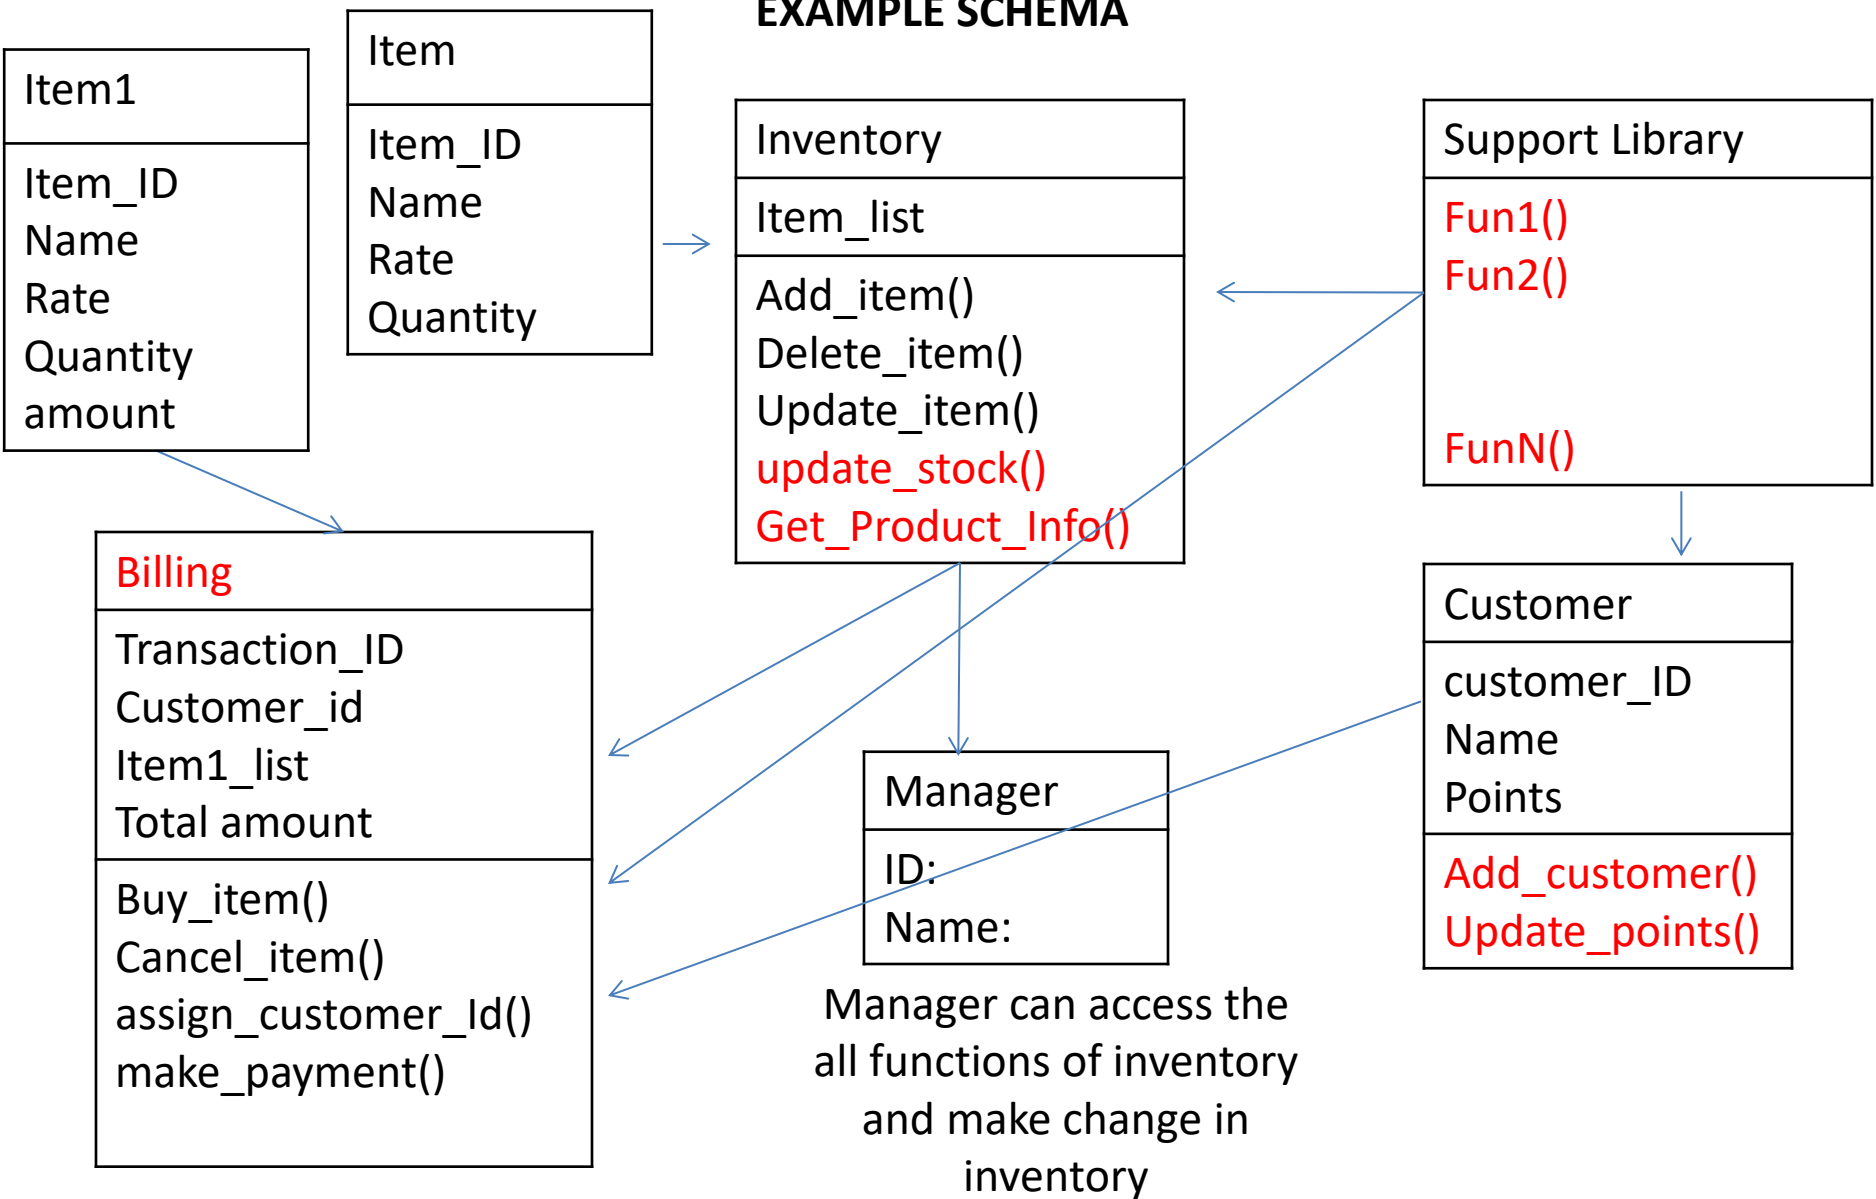 EXAMPLE SCHEMA
Item1
Item_ID
Name
Rate
Quantity
amount
Item
Item_ID
Name
Rate
Quantity
Inventory
Item_list
Add_item()
Delete_item()
Update_item()
update_stock()
Get_Product_Info()
Support Library
Fun1()
Fun2()
FunN()
Billing
Transaction_ID
Customer_id
Item1_list
Total amount
Buy_item()
Cancel_item()
assign_customer_Id()
make_payment()
Manager
ID:
Name:
Manager can access the
all functions of inventory
and make change in
inventory
Customer
customer_ID
Name
Points
Add_customer()
Update_points()